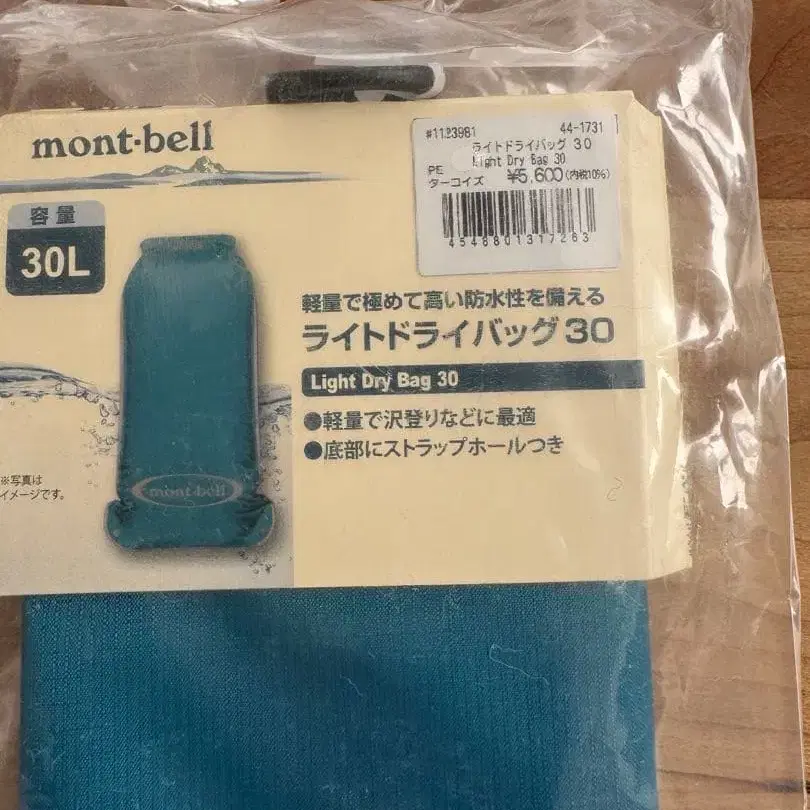 mont·bell
容量
30L
#1123981 44-1731
ライトドライバッグ 30
Light Dry Bag 30
PE
ターコイズ ¥5,600(内税10%)
4548801317263
軽量で極めて高い防水性を備える
ライトドライバッグ30
Light Dry Bag 30
●軽量で沢登りなどに最適
●底部にストラップホールつき
mont·bell
※写真は
イメージです。